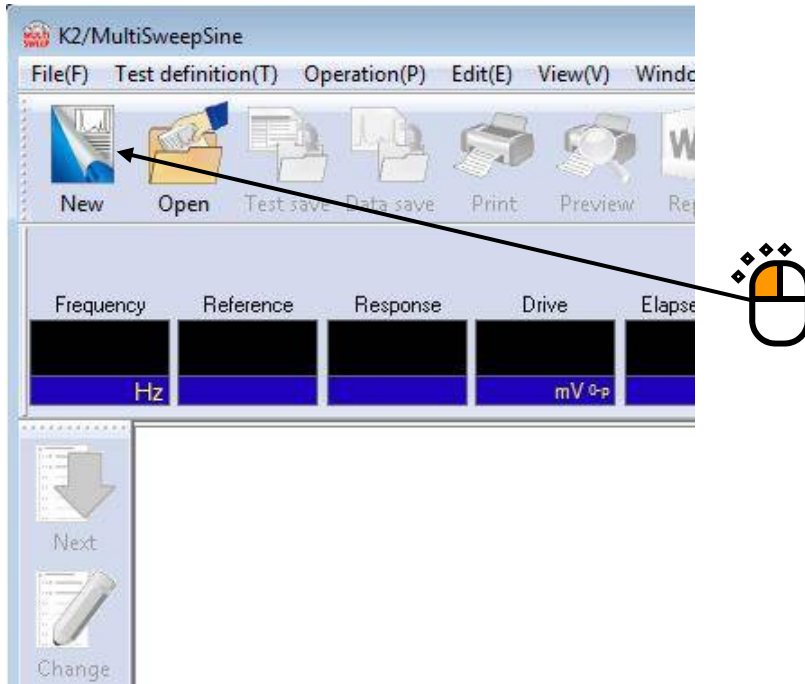 K2/MultiSweepSine
File(F) Test definition(T) Operation(P) Edit(E) View(V)
New Open Test save Data save Print Preview
Frequency Reference Response Drive
Hz mV 0-p
Next
Change